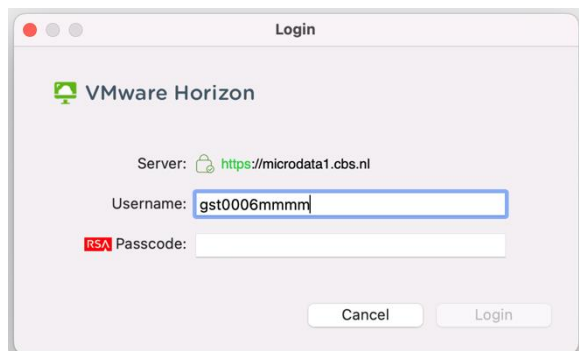 Login
VMware Horizon
Server: https://microdata1.cbs.nl
Username: gst0006mmmm
RSA Passcode:
Cancel Login